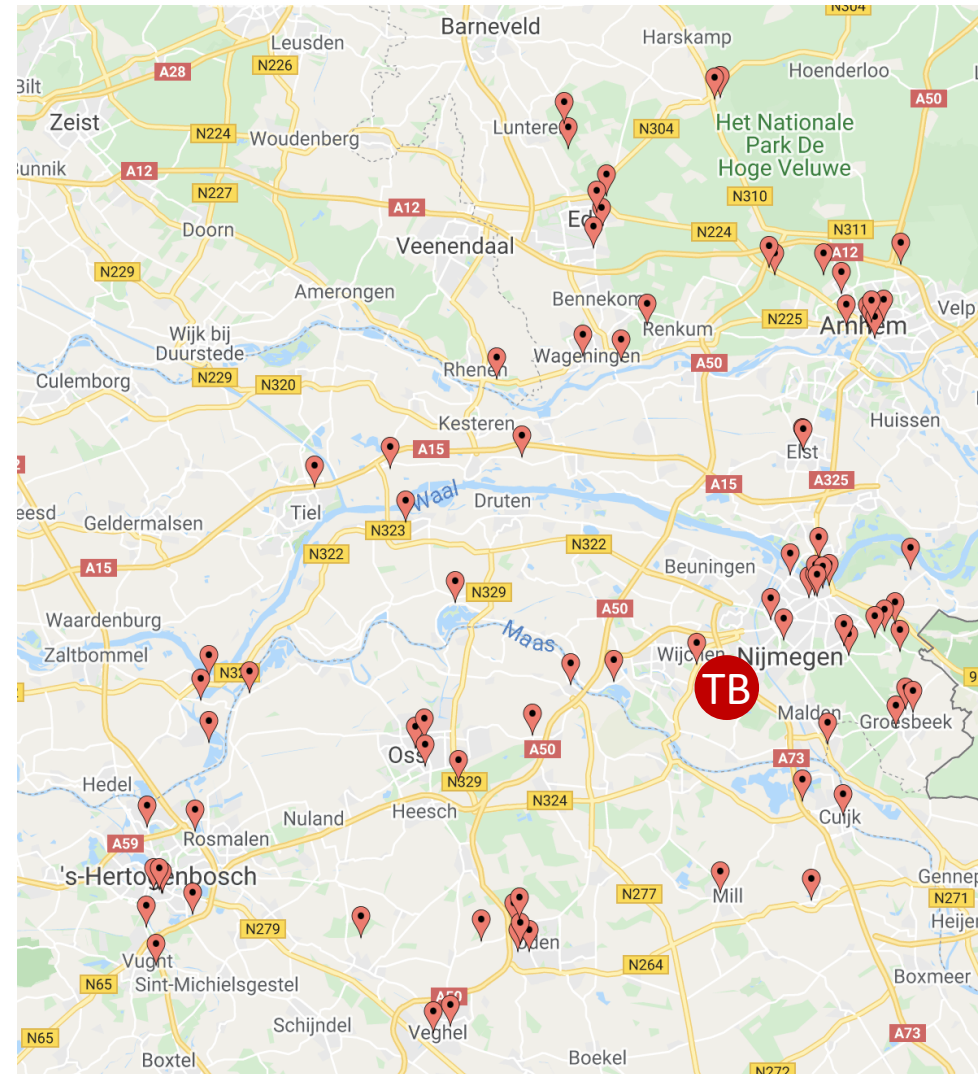 N304
Barneveld
Harskamp
Leusden
N226
A28
Hoenderloo
A50
Zeist
Lunteren
N304
Het Nationale
Park De
Hoge Veluwe
N224
Woudenberg
A12
N227
N310
A12
Doorn
Ede
N224
N311
Veenendaal
A12
N229
Amerongen
Bennekom
N225
Arnhem
Velp
Renkum
Wijk bij
Duurstede
Wageningen
Rhenen
A50
N229
N320
Culemborg
Kesteren
Huissen
A15
Elst
A15
A325
Waal
Druten
Tiel
Geldermalsen
N323
N322
N322
A15
Beuningen
N329
A50
Waardenburg
Maas
Zaltbommel
Wijchen
Nijmegen
N322
TB
Malden
Groesbeek
Oss
A50
A73
Hedel
N329
N324
Nuland
Heesch
Cuijk
Rosmalen
A59
's-Hertogenbosch
Gennep
N277
Mill
N271
N279
Uden
Vught
N264
N65
Sint-Michielsgestel
Boxmeer
A50
Schijndel
Veghel
A73
N65
Boxtel
Boekel
N272